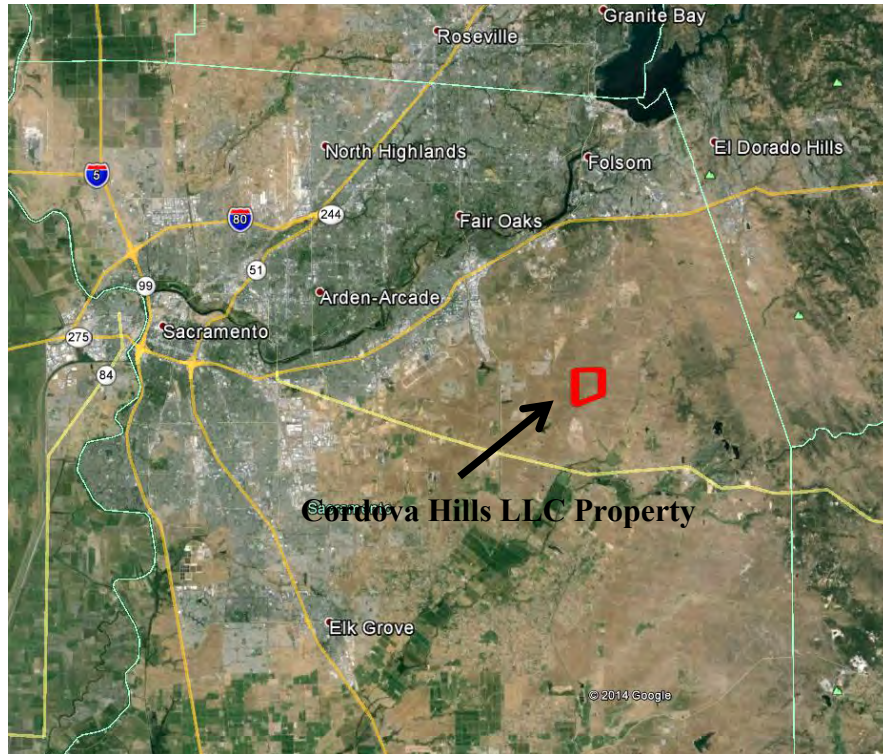 Granite Bay
Roseville
North Highlands
El Dorado Hills
Folsom
5
80
244
Fair Oaks
51
99
Arden-Arcade
Sacramento
275
84
Cordova Hills LLC Property
Sacramento
Elk Grove
© 2014 Google